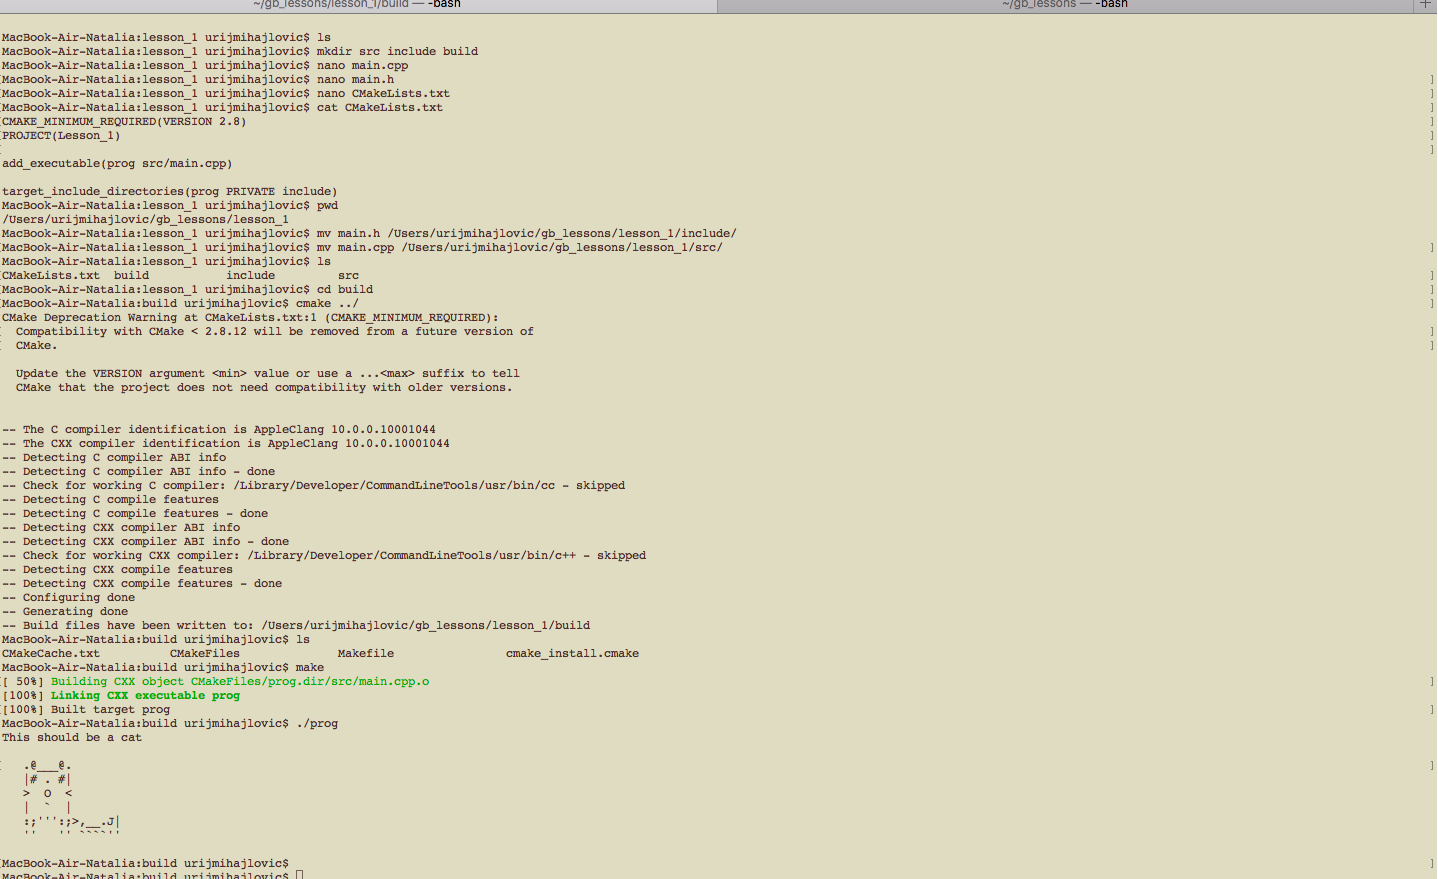 ~/gb_lessons/lesson_1/build — -bash
~/gb_lessons — -bash
MacBook-Air-Natalia:lesson_1 urijmihajlovic$ ls
[MacBook-Air-Natalia:lesson_1 urijmihajlovic$ mkdir src include build
MacBook-Air-Natalia:lesson_1 urijmihajlovic$ nano main.cpp
[MacBook-Air-Natalia:lesson_1 urijmihajlovic$ nano main.h ]
[MacBook-Air-Natalia:lesson_1 urijmihajlovic$ nano CMakeLists.txt ]
[MacBook-Air-Natalia:lesson_1 urijmihajlovic$ cat CMakeLists.txt ]
[CMAKE_MINIMUM_REQUIRED(VERSION 2.8) ]
[PROJECT(Lesson_1) ]
[ ]
add_executable(prog src/main.cpp)
target_include_directories(prog PRIVATE include)
MacBook-Air-Natalia:lesson_1 urijmihajlovic$ pwd
/Users/urijmihajlovic/gb_lessons/lesson_1
MacBook-Air-Natalia:lesson_1 urijmihajlovic$ mv main.h /Users/urijmihajlovic/gb_lessons/lesson_1/include/
[MacBook-Air-Natalia:lesson_1 urijmihajlovic$ mv main.cpp /Users/urijmihajlovic/gb_lessons/lesson_1/src/ ]
MacBook-Air-Natalia:lesson_1 urijmihajlovic$ ls
[CMakeLists.txt  build           include         src ]
[MacBook-Air-Natalia:lesson_1 urijmihajlovic$ cd build ]
[MacBook-Air-Natalia:build urijmihajlovic$ cmake ../ ]
CMake Deprecation Warning at CMakeLists.txt:1 (CMAKE_MINIMUM_REQUIRED):
[  Compatibility with CMake < 2.8.12 will be removed from a future version of ]
[  CMake. ]
  Update the VERSION argument <min> value or use a ...<max> suffix to tell
  CMake that the project does not need compatibility with older versions.
-- The C compiler identification is AppleClang 10.0.0.10001044
-- The CXX compiler identification is AppleClang 10.0.0.10001044
-- Detecting C compiler ABI info
-- Detecting C compiler ABI info - done
-- Check for working C compiler: /Library/Developer/CommandLineTools/usr/bin/cc - skipped
-- Detecting C compile features
-- Detecting C compile features - done
-- Detecting CXX compiler ABI info
-- Detecting CXX compiler ABI info - done
-- Check for working CXX compiler: /Library/Developer/CommandLineTools/usr/bin/c++ - skipped
-- Detecting CXX compile features
-- Detecting CXX compile features - done
-- Configuring done
-- Generating done
-- Build files have been written to: /Users/urijmihajlovic/gb_lessons/lesson_1/build
MacBook-Air-Natalia:build urijmihajlovic$ ls
CMakeCache.txt          CMakeFiles              Makefile                cmake_install.cmake
MacBook-Air-Natalia:build urijmihajlovic$ make
[[ 50%] Building CXX object CMakeFiles/prog.dir/src/main.cpp.o ]
[100%] Linking CXX executable prog
[[100%] Built target prog ]
MacBook-Air-Natalia:build urijmihajlovic$ ./prog
This should be a cat
[   .@___@. ]
   |# . #|
   >  o  <
   |  `  |
   :;''':;>,__.J|
   ''   '' ````''
[MacBook-Air-Natalia:build urijmihajlovic$ ]
MacBook-Air-Natalia:build urijmihajlovic$